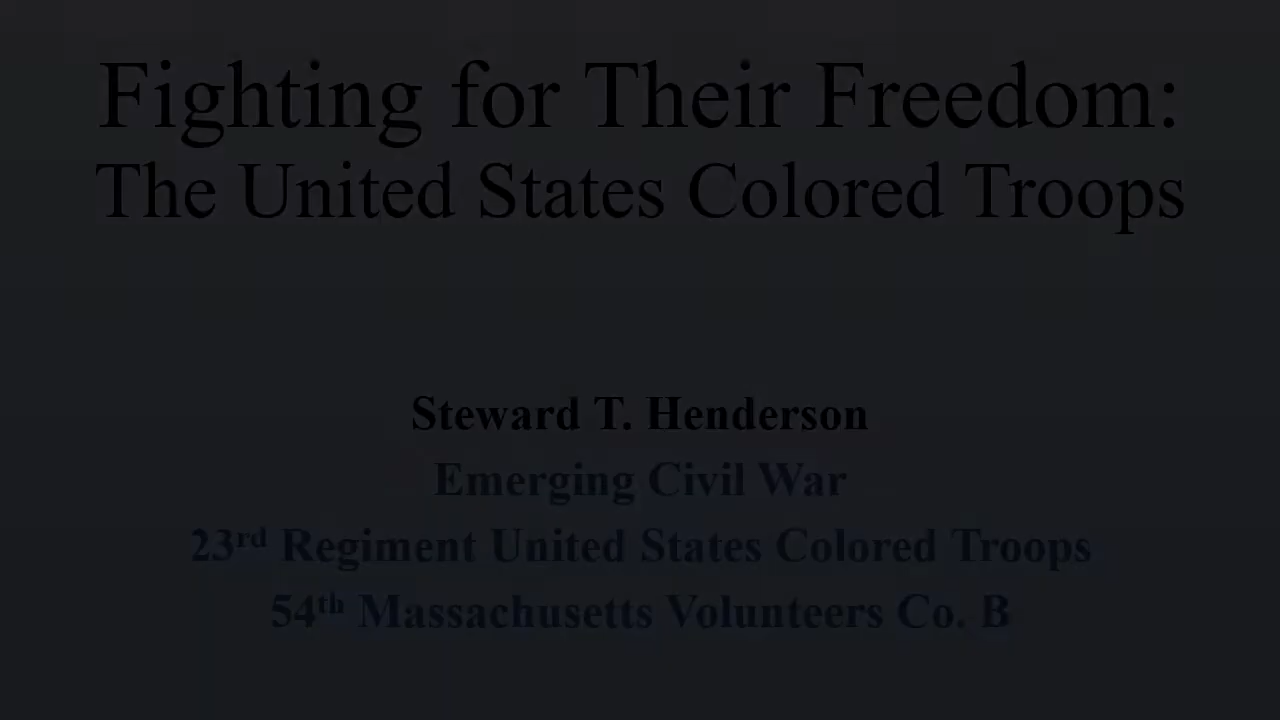 Fighting for Their Freedom:
The United States Colored Troops
Steward T. Henderson
Emerging Civil War
23rd Regiment United States Colored Troops
54th Massachusetts Volunteers Co. B